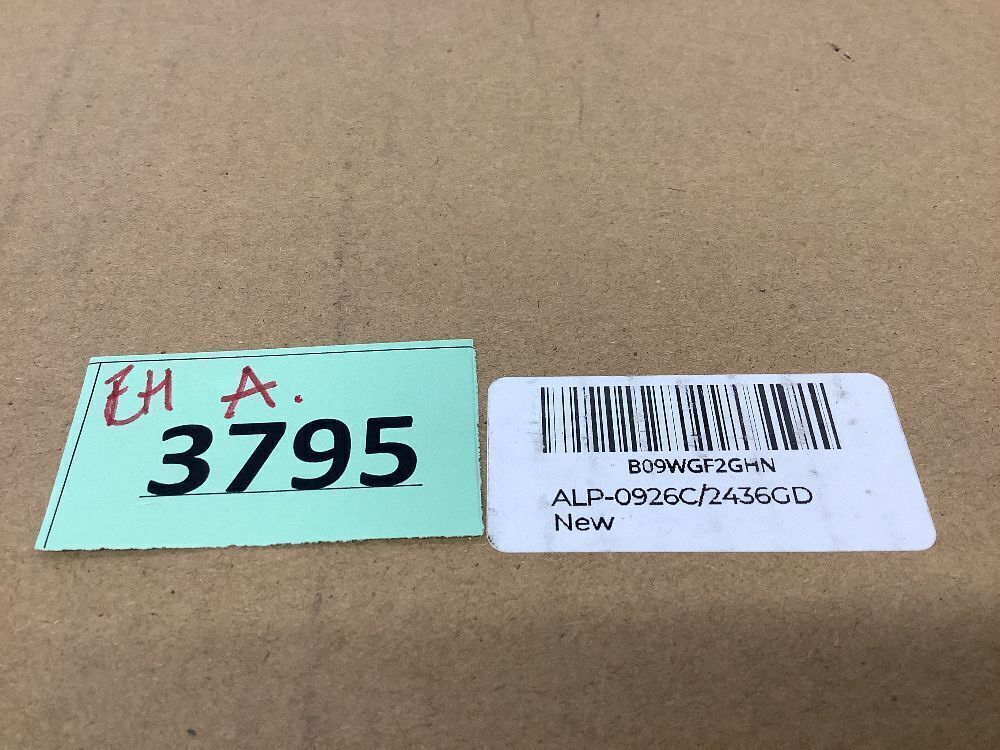 EH A.
3795
B09WGF2GHN
ALP-0926C/2436GD
New